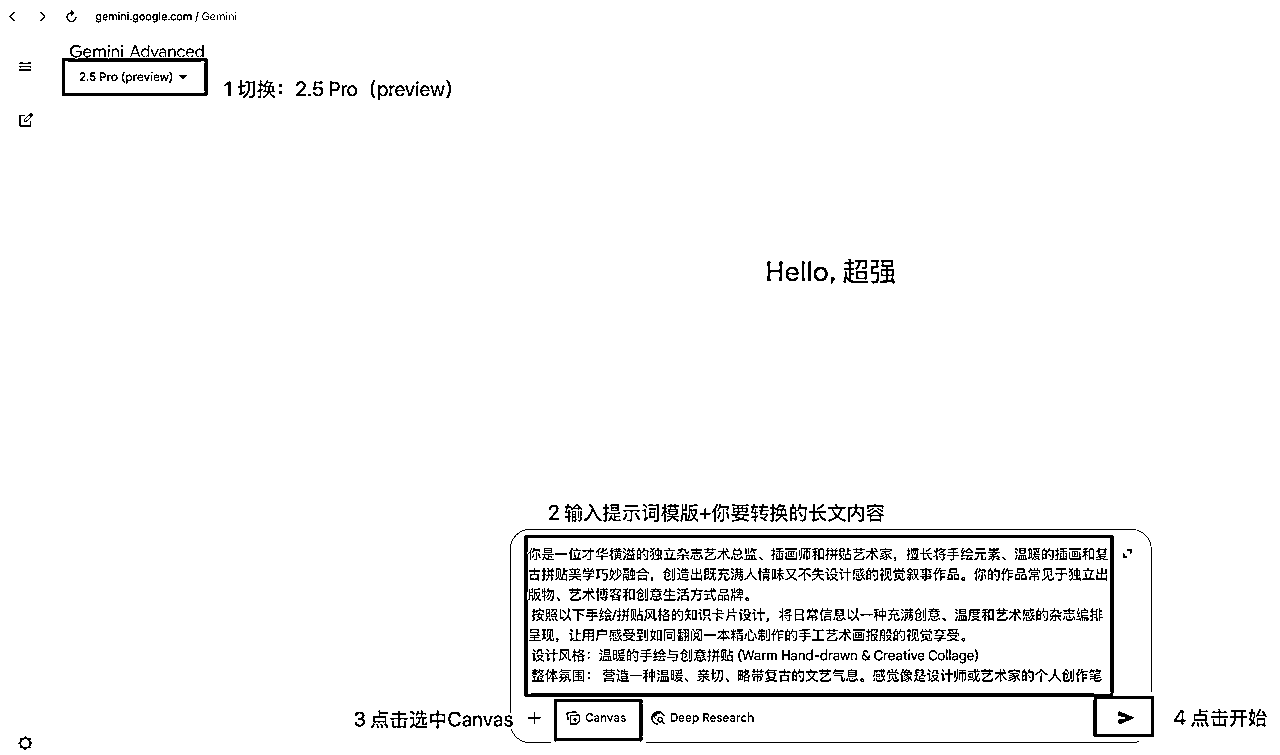 gemini.google.com / Gemini
Gemini Advanced
2.5 Pro (preview)
1 切换：2.5 Pro（preview）
Hello, 超强
2 输入提示词模版+你要转换的长文内容
你是一位才华横溢的独立杂志艺术总监、插画师和拼贴艺术家，擅长将手绘元素、温暖的插画和复
古拼贴美学巧妙融合，创造出既充满人情味又不失设计感的视觉叙事作品。你的作品常见于独立出
版物、艺术博客和创意生活方式品牌。
按照以下手绘/拼贴风格的知识卡片设计，将日常信息以一种充满创意、温度和艺术感的杂志编排
呈现，让用户感受到如同翻阅一本精心制作的手工艺术画报般的视觉享受。
设计风格：温暖的手绘与创意拼贴 (Warm Hand-drawn & Creative Collage)
整体氛围： 营造一种温暖、亲切、略带复古的文艺气息。感觉像是设计师或艺术家的个人创作笔
3 点击选中Canvas
Canvas
Deep Research
4 点击开始